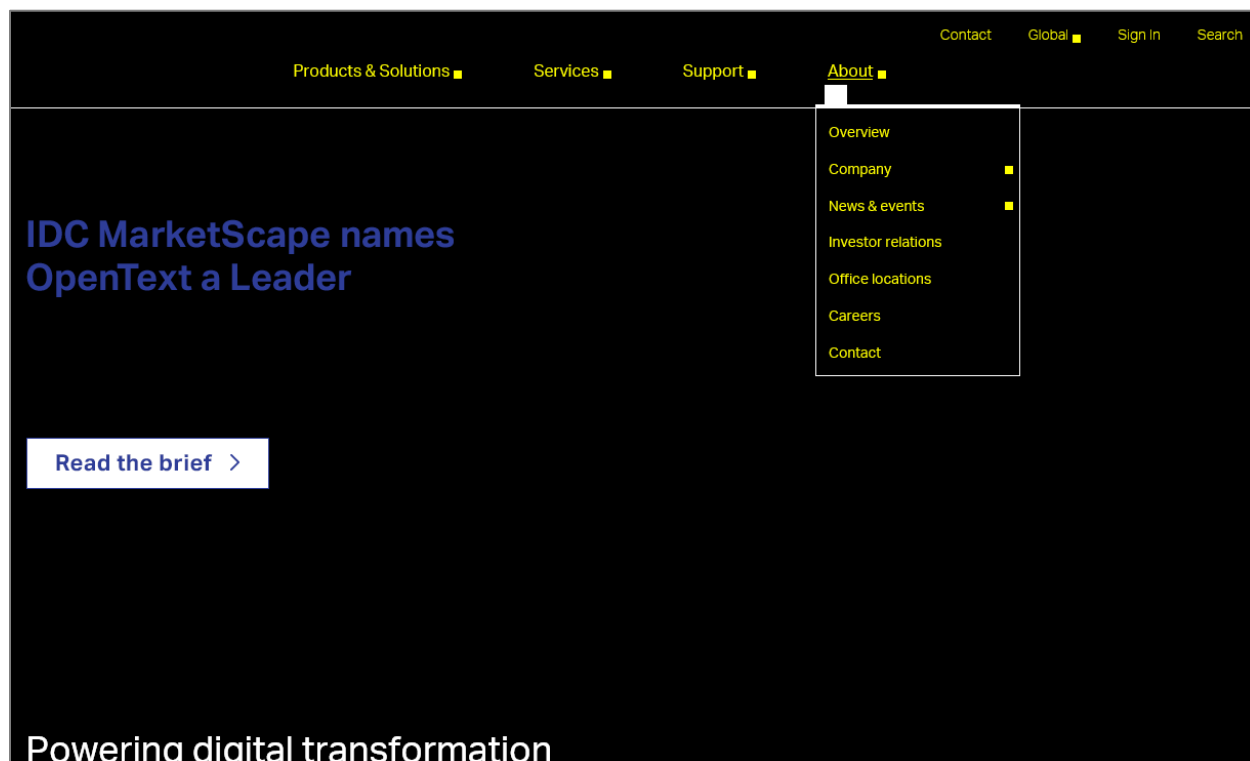 Contact Global Sign In Search
Products & Solutions Services Support About
Overview
Company
News & events
Investor relations
Office locations
Careers
Contact
IDC MarketScape names
OpenText a Leader
Read the brief
Powering digital transformation